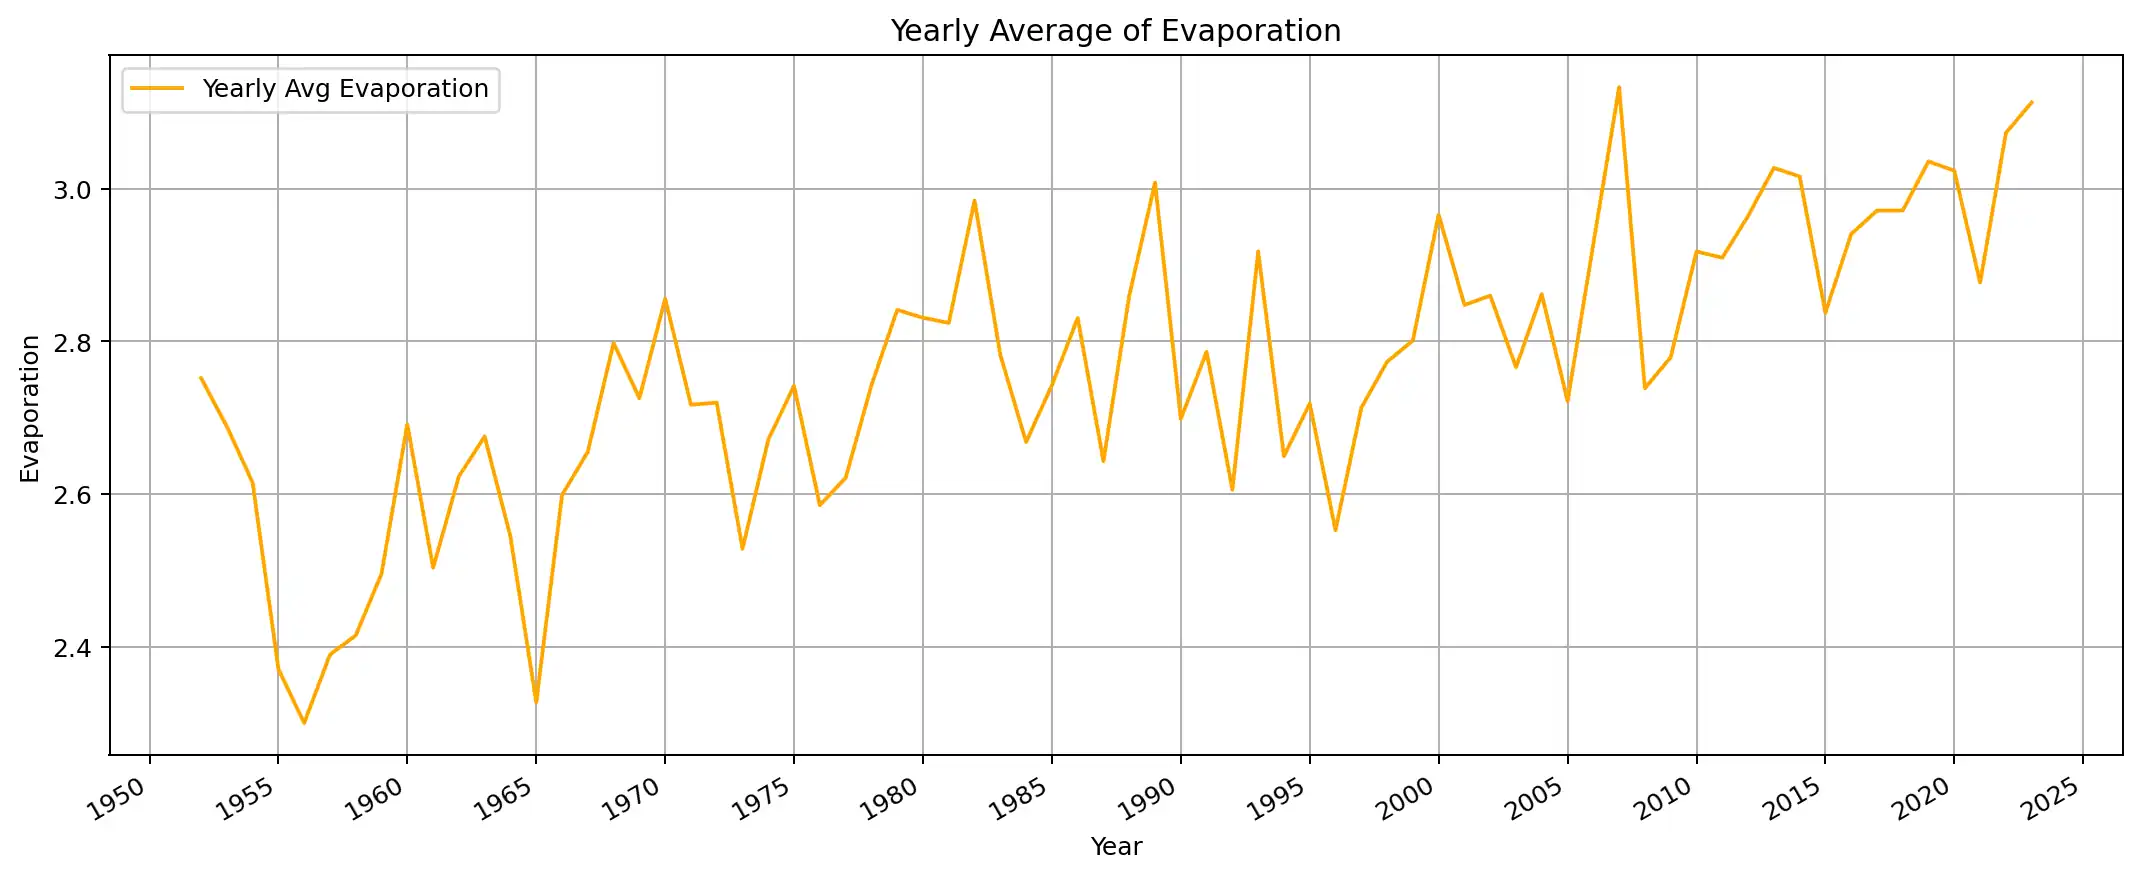 Yearly Average of Evaporation
Yearly Avg Evaporation
Evaporation
3.0
2.8
2.6
2.4
1950 1955 1960 1965 1970 1975 1980 1985 1990 1995 2000 2005 2010 2015 2020 2025
Year